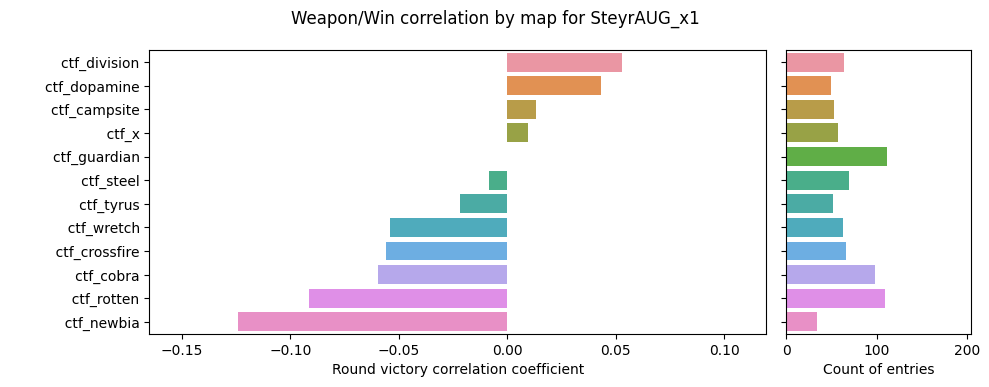 Weapon/Win correlation by map for SteyrAUG_x1
ctf_division
ctf_dopamine
ctf_campsite
ctf_x
ctf_guardian
ctf_steel
ctf_tyrus
ctf_wretch
ctf_crossfire
ctf_cobra
ctf_rotten
ctf_newbia
−0.15 −0.10 −0.05 0.00 0.05 0.10 0 100 200
Round victory correlation coefficient Count of entries